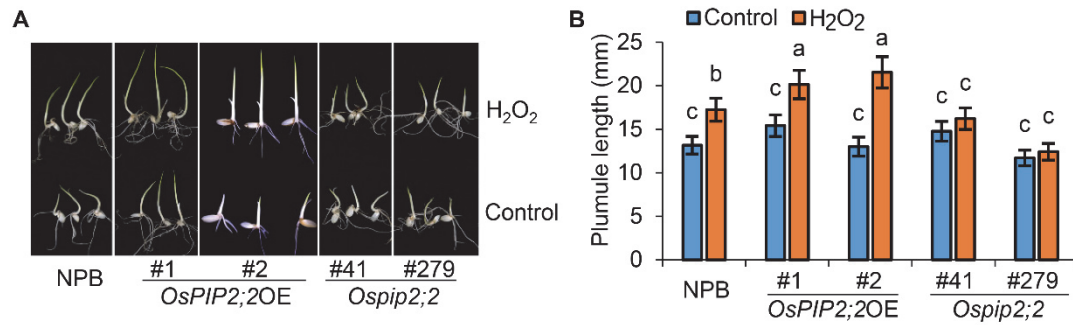 A
H₂O₂
Control
NPB
#1
#2
#41
#279
OsPIP2;2OE
Ospip2;2
B
Control
H₂O₂
Plumule length (mm)
25
20
15
10
5
0
c
b
c
a
c
a
c
c
c
c
NPB
#1
#2
#41
#279
OsPIP2;2OE
Ospip2;2